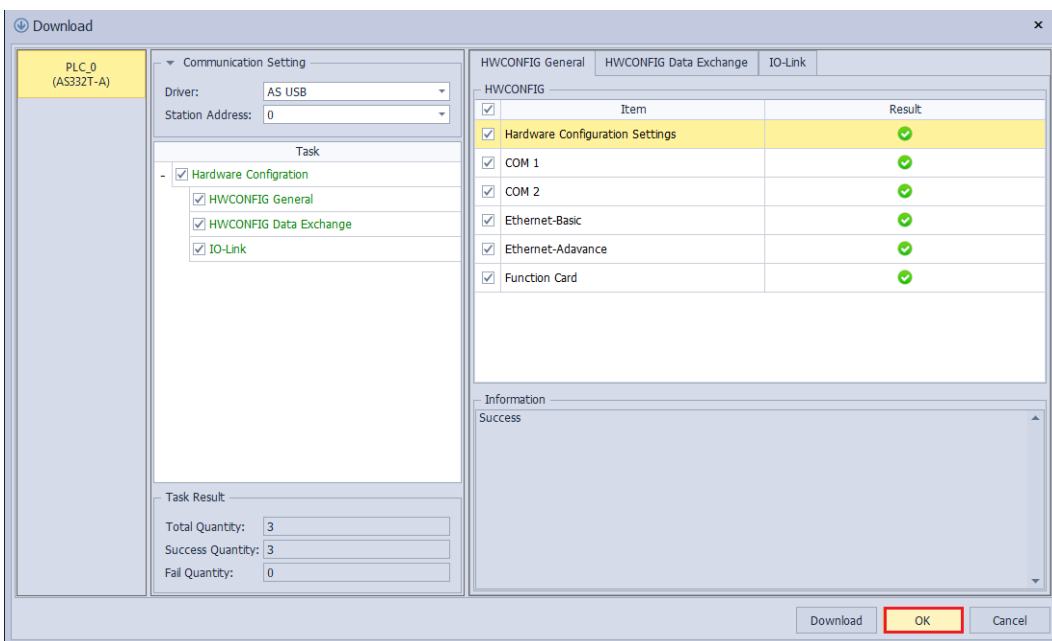 Download
PLC_0
(AS332T-A)
Communication Setting
Driver: AS USB
Station Address: 0
Task
Hardware Configration
HWCONFIG General
HWCONFIG Data Exchange
IO-Link
Task Result
Total Quantity: 3
Success Quantity: 3
Fail Quantity: 0
HWCONFIG General HWCONFIG Data Exchange IO-Link
HWCONFIG
Item Result
Hardware Configuration Settings
COM 1
COM 2
Ethernet-Basic
Ethernet-Adavance
Function Card
Information
Success
Download OK Cancel